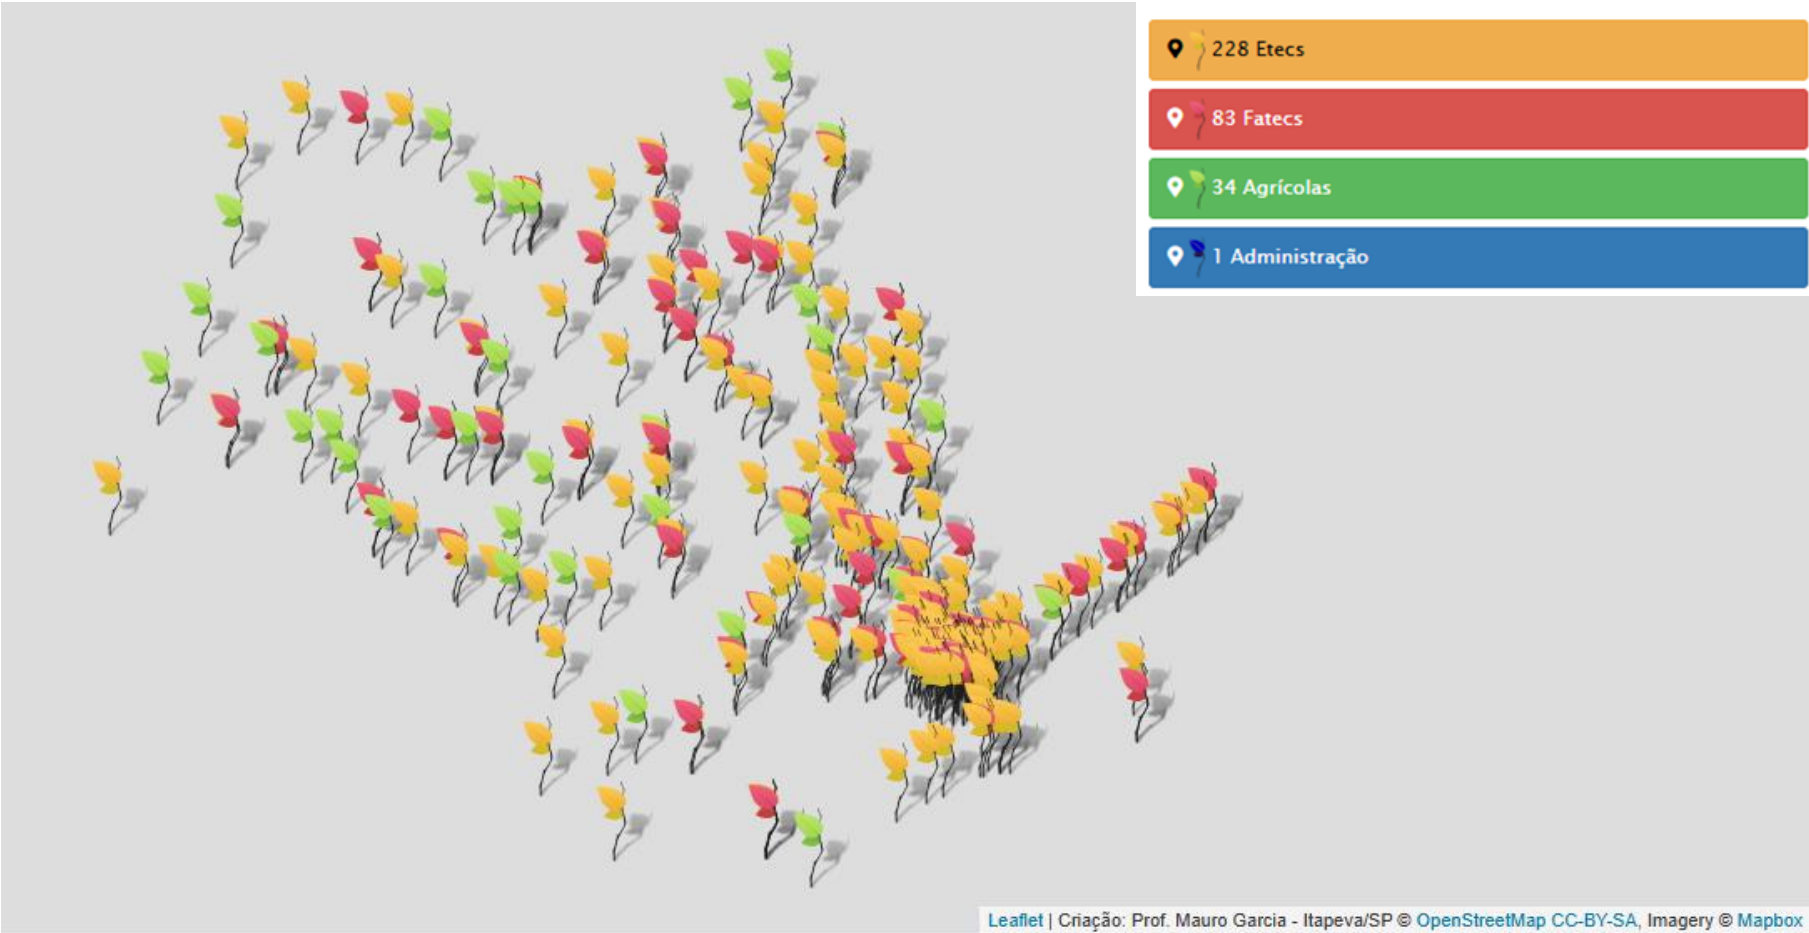 228 Etecs
83 Fatecs
34 Agrícolas
1 Administração
Leaflet | Criação: Prof. Mauro Garcia - Itapeva/SP © OpenStreetMap CC-BY-SA, Imagery © Mapbox